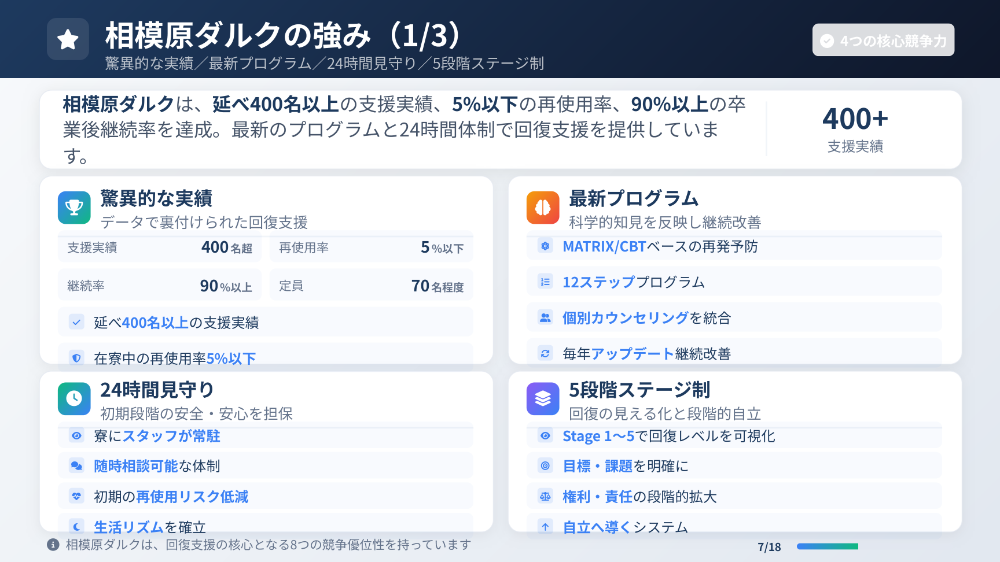 相模原ダルクの強み（1/3）
驚異的な実績／最新プログラム／24時間見守り／5段階ステージ制
4つの核心競争力
相模原ダルクは、延べ400名以上の支援実績、5%以下の再使用率、90%以上の卒
業後継続率を達成。最新のプログラムと24時間体制で回復支援を提供していま
す。
400+
支援実績
驚異的な実績
データで裏付けられた回復支援
支援実績 400名超
再使用率 5%以下
継続率 90%以上
定員 70名程度
延べ400名以上の支援実績
在寮中の再使用率5%以下
最新プログラム
科学的知見を反映し継続改善
MATRIX/CBTベースの再発予防
12ステッププログラム
個別カウンセリングを統合
毎年アップデート継続改善
24時間見守り
初期段階の安全・安心を担保
寮にスタッフが常駐
随時相談可能な体制
初期の再使用リスク低減
生活リズムを確立
5段階ステージ制
回復の見える化と段階的自立
Stage 1〜5で回復レベルを可視化
目標・課題を明確に
権利・責任の段階的拡大
自立へ導くシステム
相模原ダルクは、回復支援の核心となる8つの競争優位性を持っています
7/18